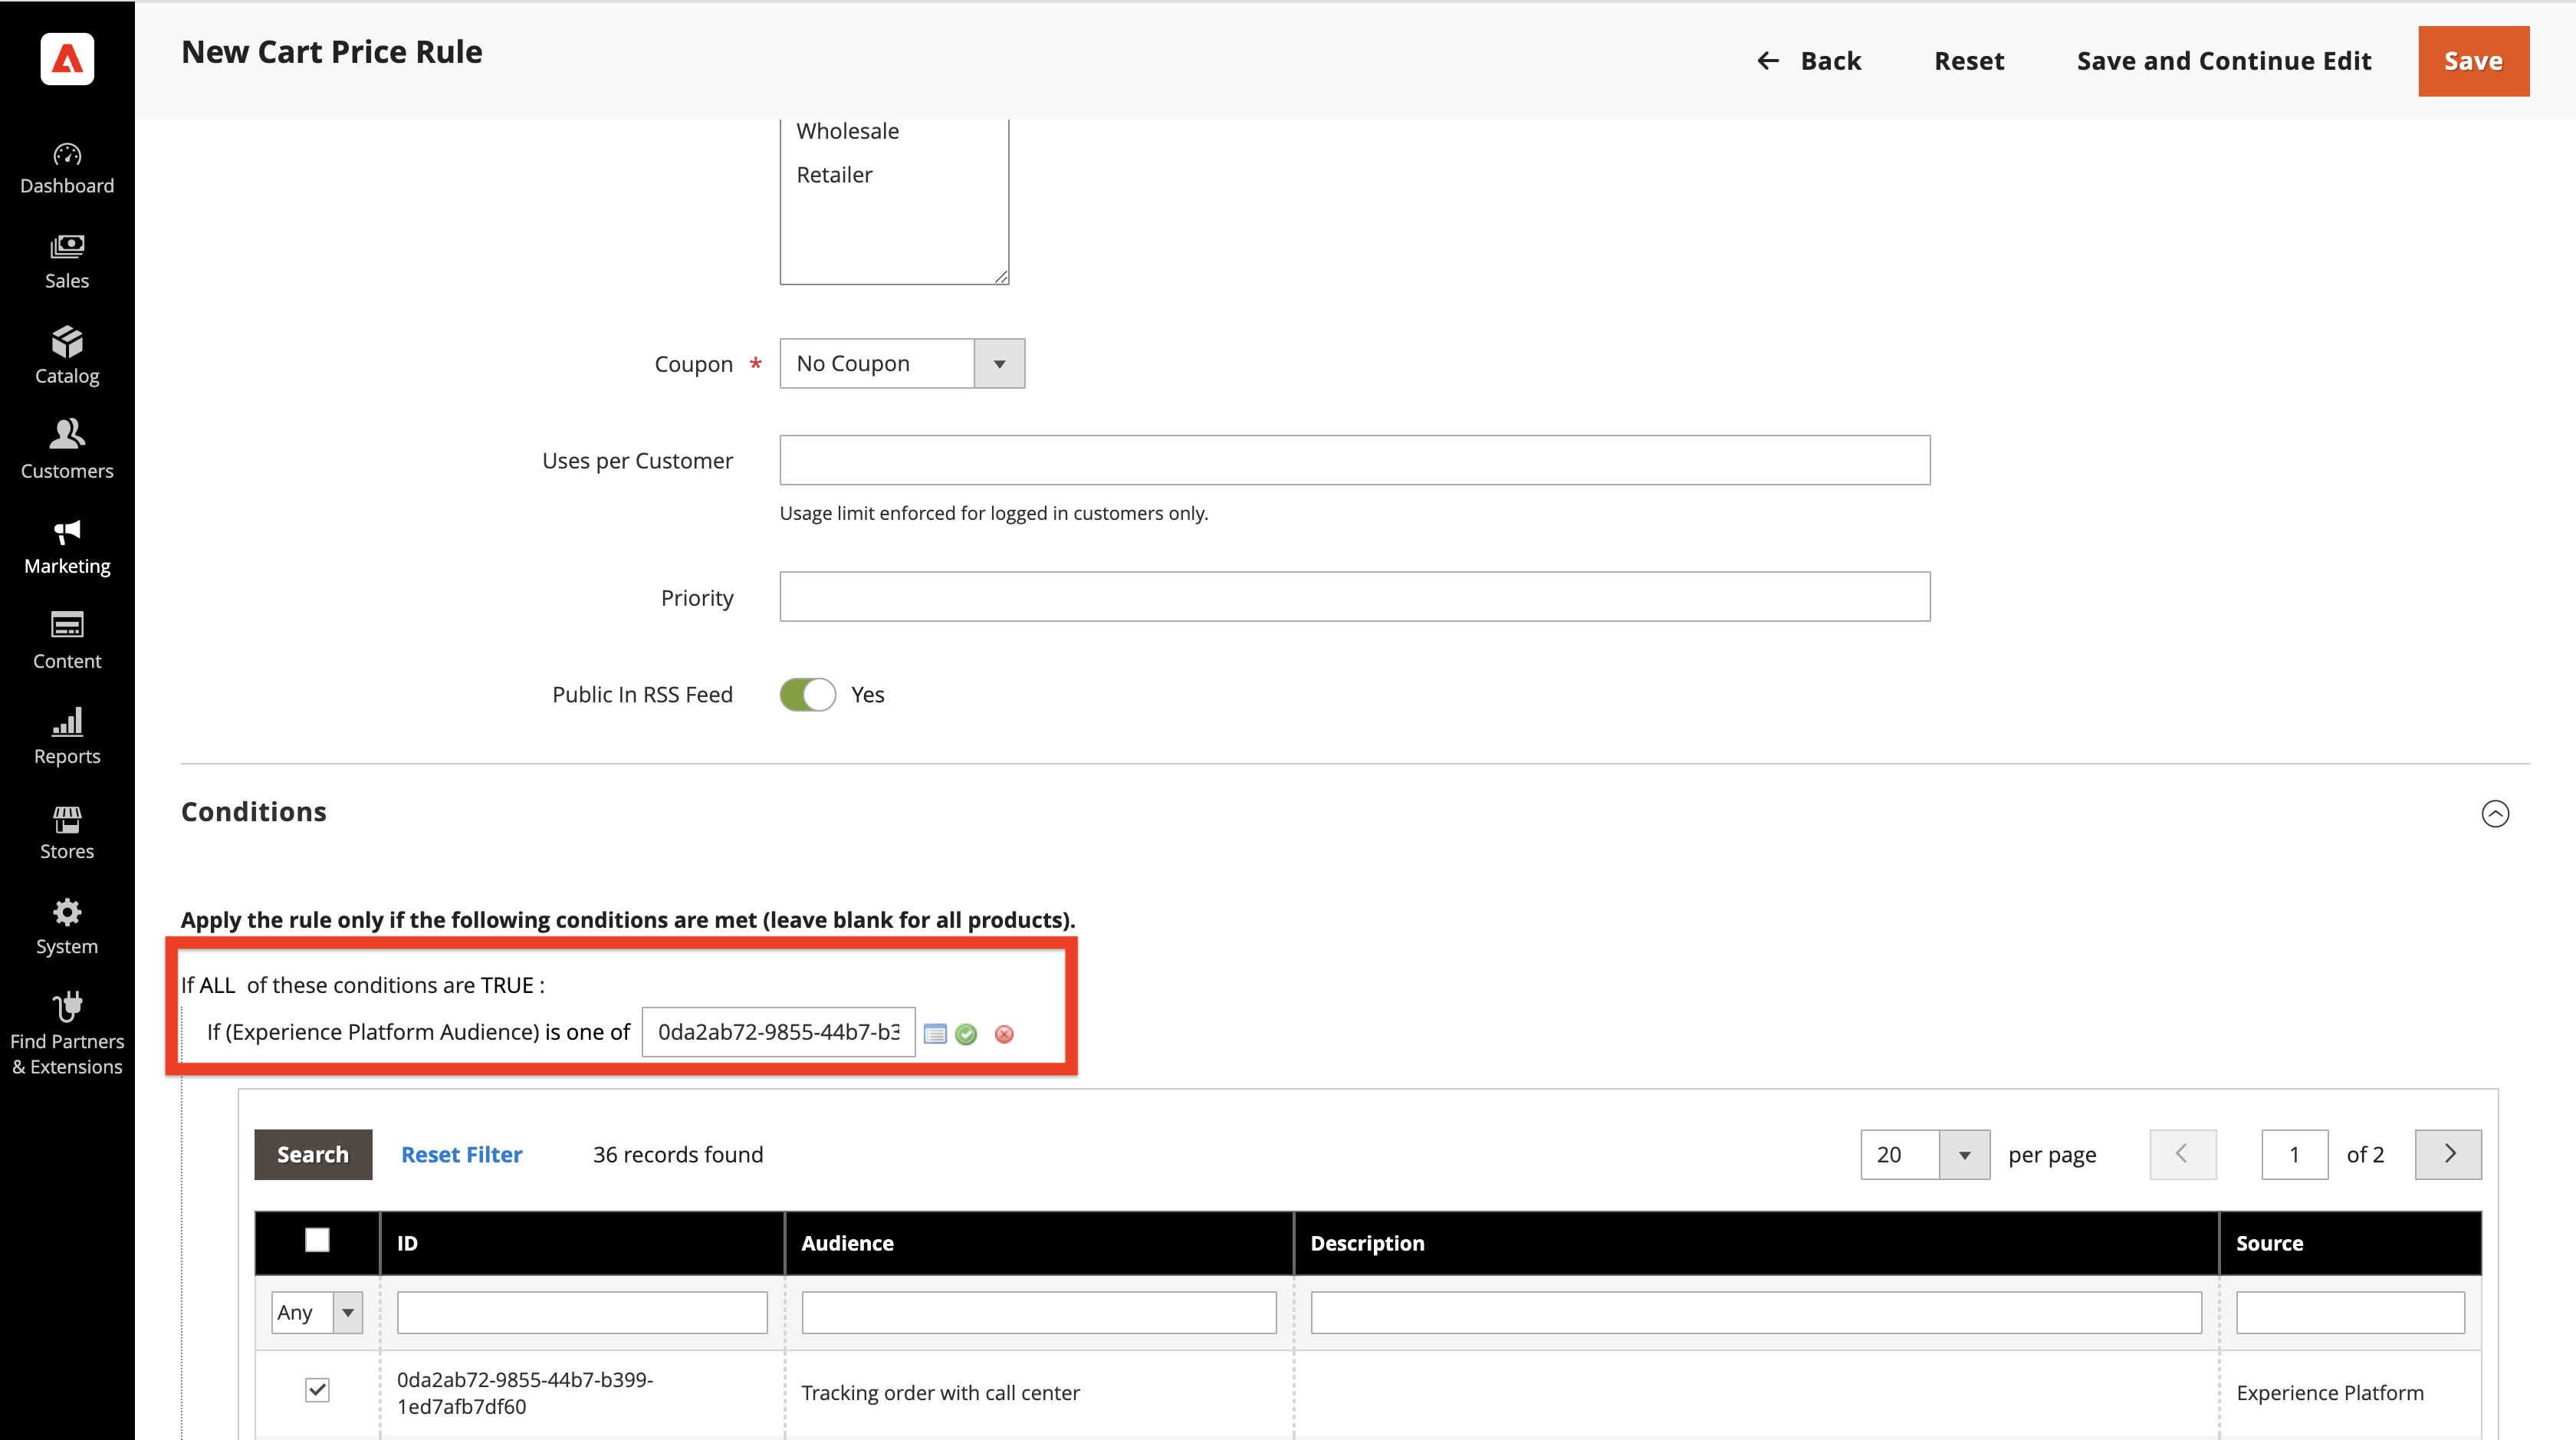 New Cart Price Rule
Back
Reset
Save and Continue Edit
Save
Dashboard
Sales
Catalog
Customers
Marketing
Content
Reports
Stores
System
Find Partners
& Extensions
Wholesale
Retailer
Coupon *
No Coupon
Uses per Customer
Usage limit enforced for logged in customers only.
Priority
Public In RSS Feed
Yes
Conditions
Apply the rule only if the following conditions are met (leave blank for all products).
If ALL of these conditions are TRUE :
If (Experience Platform Audience) is one of 0da2ab72-9855-44b7-b3
Search
Reset Filter
36 records found
20
per page
1
of 2
ID
Audience
Description
Source
Any
0da2ab72-9855-44b7-b399-
1ed7afb7df60
Tracking order with call center
Experience Platform